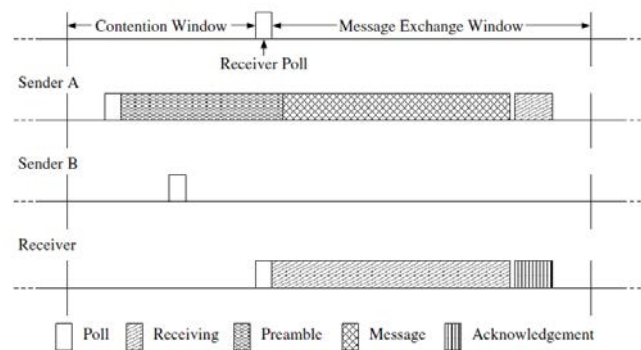 Contention Window
Message Exchange Window
Receiver Poll
Sender A
Sender B
Receiver
Poll
Receiving
Preamble
Message
Acknowledgement